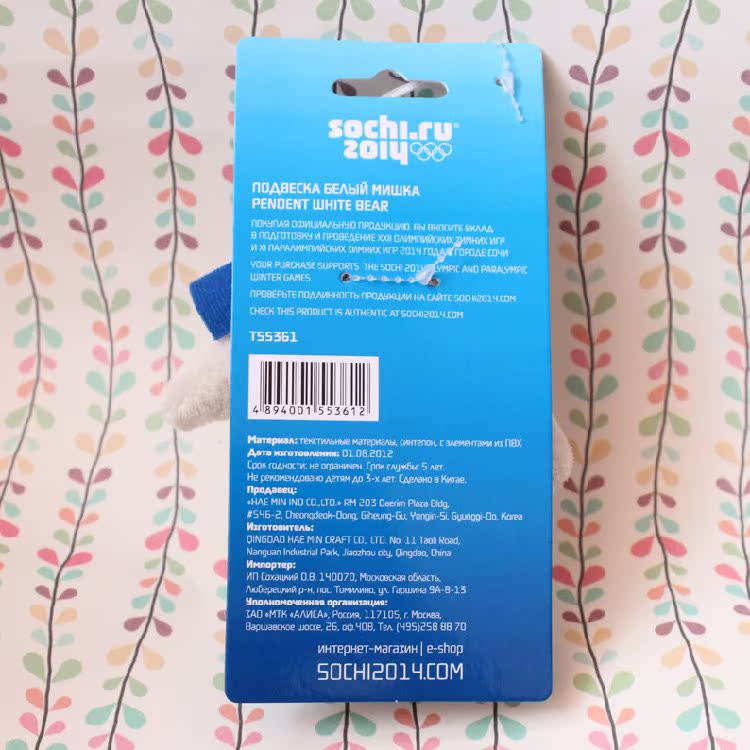 sochi.ru
2014
ПОДВЕСКА БЕЛЫЙ МИШКА
PENDENT WHITE BEAR
ПОКУПАЯ ОФИЦИАЛЬНУЮ ПРОДУКЦИЮ, ВЫ ВНОСИТЕ ВКЛАД
В ПОДГОТОВКУ И ПРОВЕДЕНИЕ XXII ОЛИМПИЙСКИХ ЗИМНИХ ИГР
И XI ПАРАЛИМПИЙСКИХ ЗИМНИХ ИГР 2014 ГОДА В ГОРОДЕ СОЧИ
YOUR PURCHASE SUPPORTS THE SOCHI 2014 OLYMPIC AND PARALYMPIC
WINTER GAMES
ПРОВЕРЬТЕ ПОДЛИННОСТЬ ПРОДУКЦИИ НА САЙТЕ SOCHI2014.COM
CHECK THIS PRODUCT IS AUTHENTIC AT SOCHI2014.COM
T55361
4 894001 553612
Материал: текстильные материалы, синтепон, с элементами из ПВХ
Дата изготовления: 01.08.2012
Срок годности: не ограничен. Срок службы: 5 лет.
Не рекомендовано детям до 3-х лет. Сделано в Китае.
Продавец:
«HAE MIN IND CO.,LTD.» RM 203 Daerim Plaza Bldg,
#546-2, Cheongdeok-Dong, Giheung-Gu, Yongin-Si, Gyunggi-Do, Korea
Изготовитель:
QINGDAO HAE MIN CRAFT CO., LTC. No. 11 Taoli Road,
Nanguan Industrial Park, Jiaozhou city, Qingdao, China
Импортер:
ИП Сохацкий О.В. 140070, Московская область,
Люберецкий р-н, пос. Томилино, ул. Гаршина 9А-8-13
Уполномоченная организация:
ЗАО «МТК «АЛИСА», Россия, 117105, г. Москва,
Варшавское шоссе, 26, оф.408, Тел. (495)258 88 70
интернет-магазин | e-shop
SOCHI2014.COM